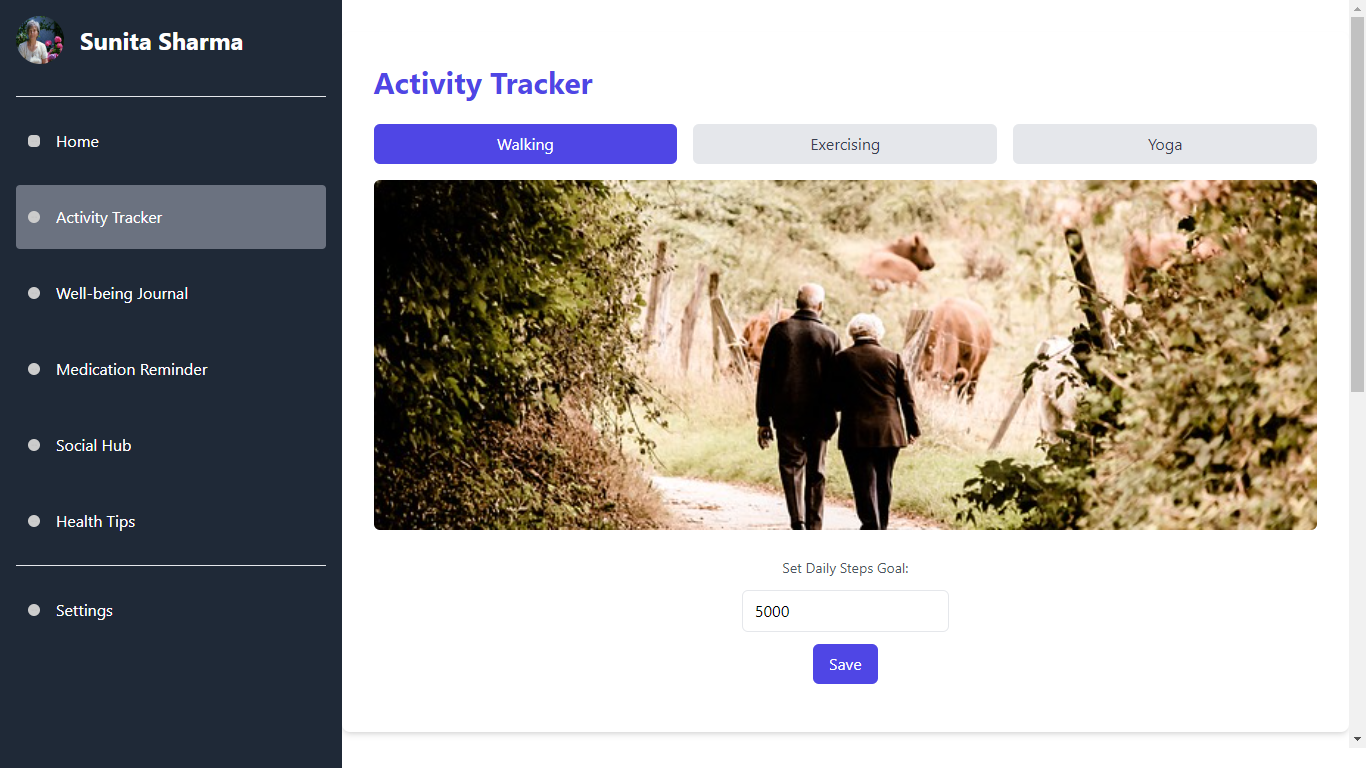 Sunita Sharma
Home
Activity Tracker
Well-being Journal
Medication Reminder
Social Hub
Health Tips
Settings
Activity Tracker
Walking
Exercising
Yoga
Set Daily Steps Goal:
5000
Save